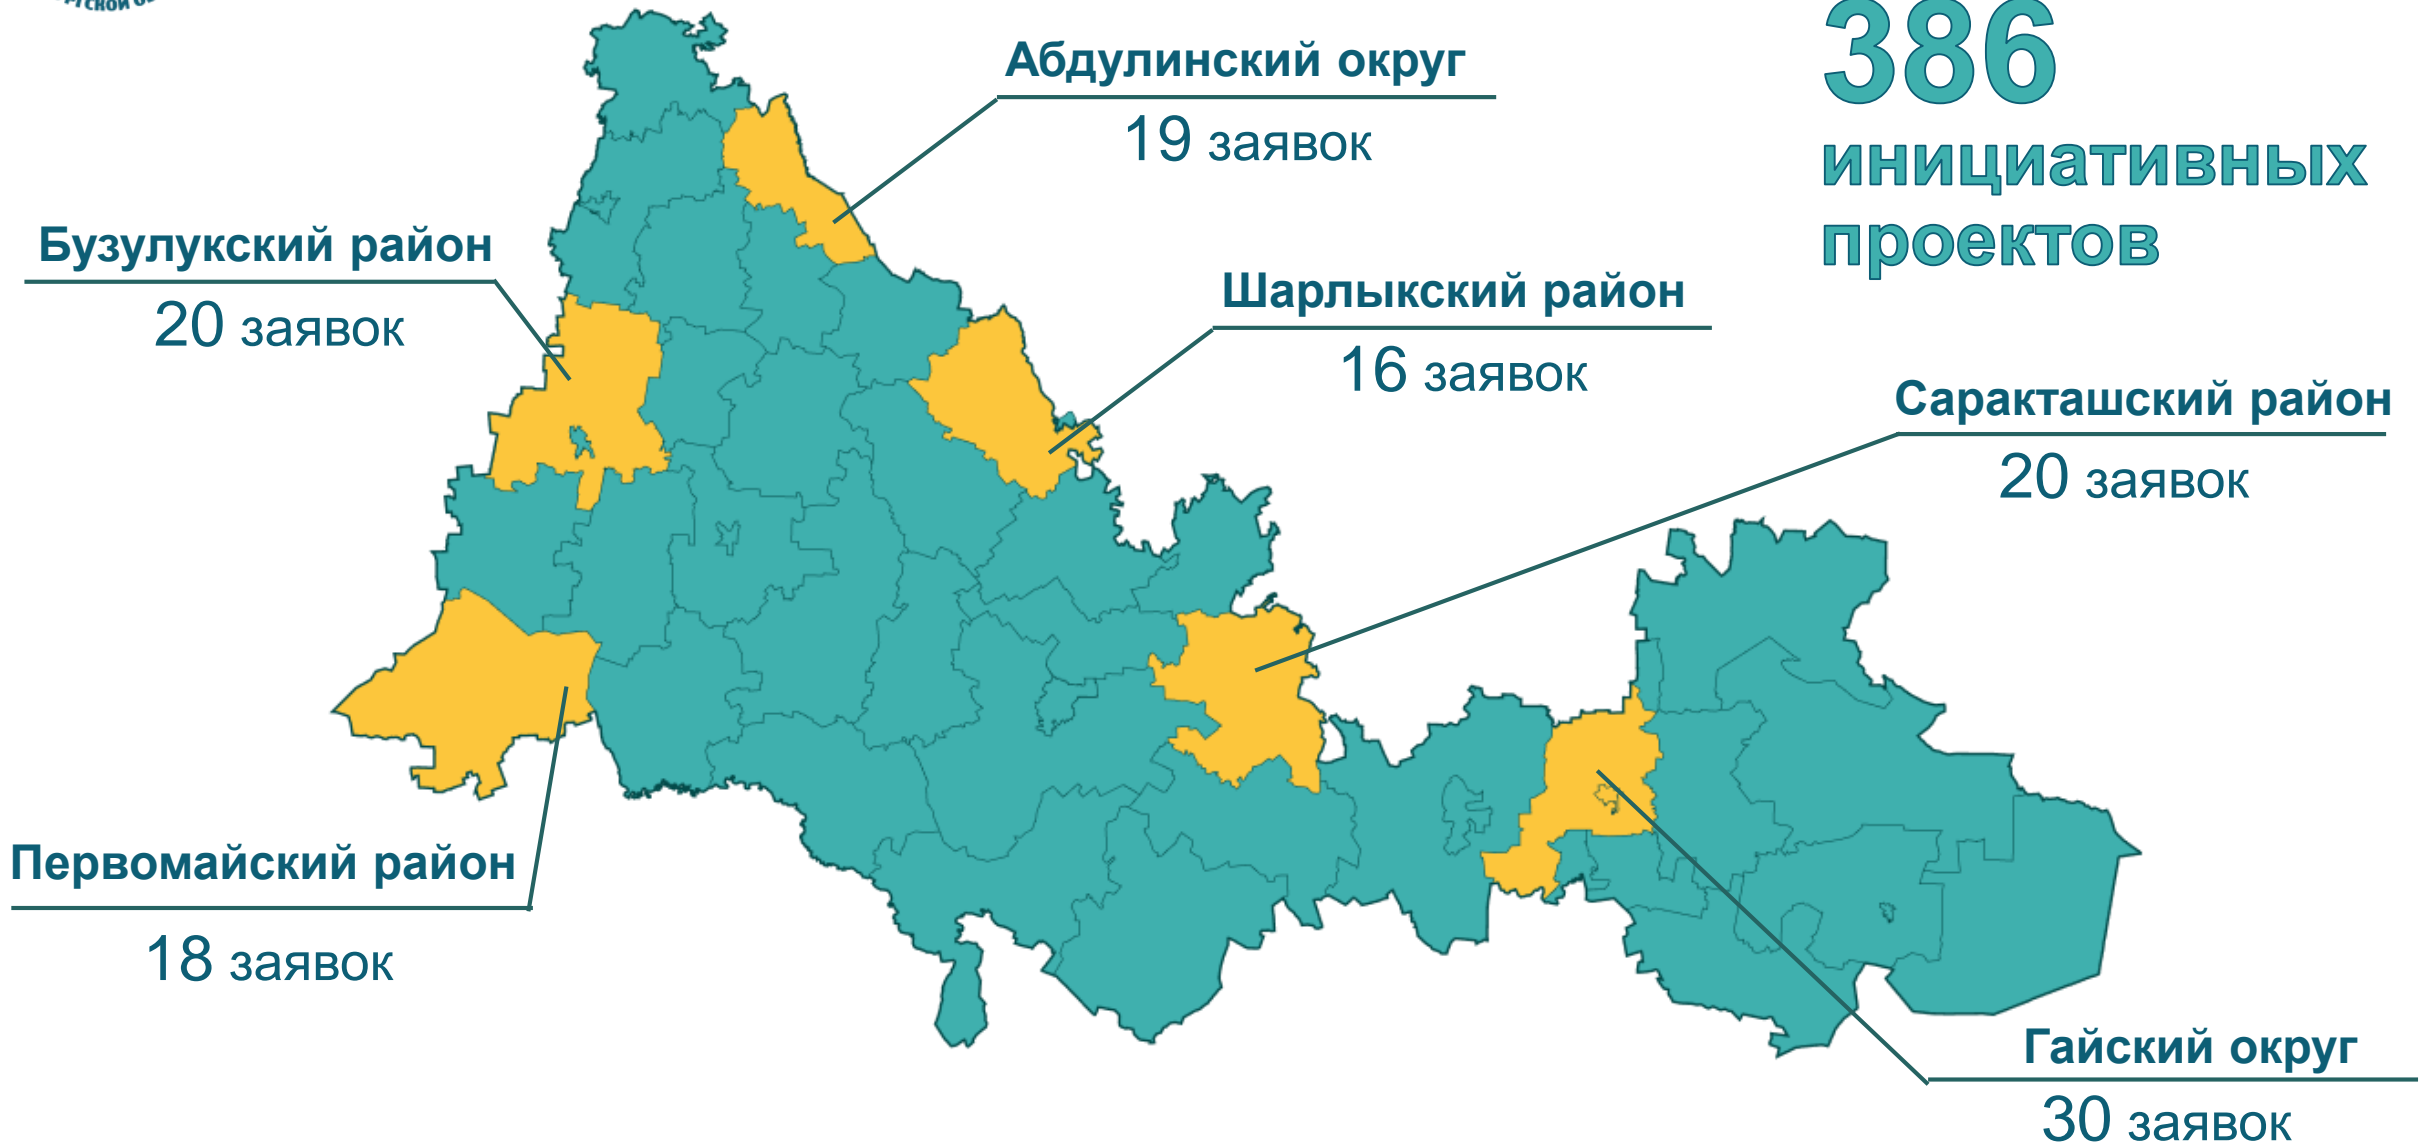 386
инициативных
проектов
Абдулинский округ
19 заявок
Бузулукский район
20 заявок
Шарлыкский район
16 заявок
Саракташский район
20 заявок
Первомайский район
18 заявок
Гайский округ
30 заявок